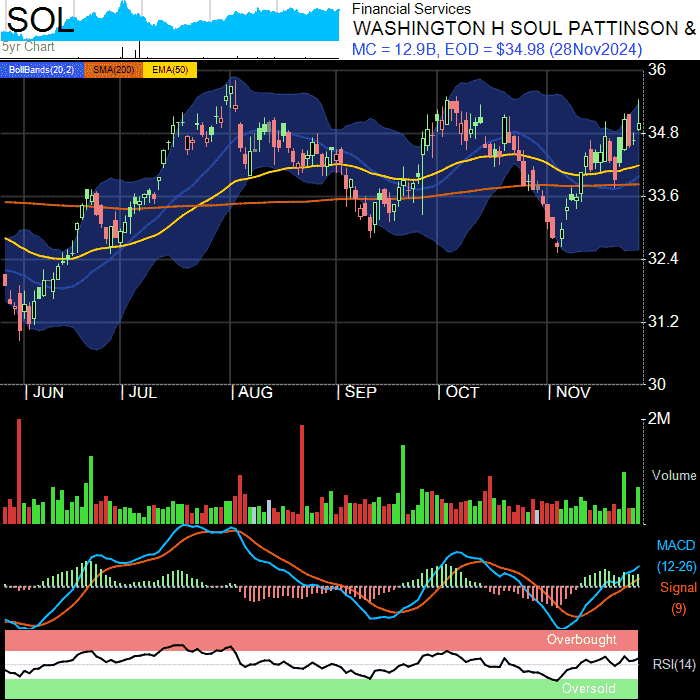 SOL
5yr Chart
Financial Services
WASHINGTON H SOUL PATTINSON &
MC = 12.9B, EOD = $34.98 (28Nov2024)
BollBands(20,2) SMA(200) EMA(50)
36
34.8
33.6
32.4
31.2
30
JUN JUL AUG SEP OCT NOV
2M
Volume
MACD
(12-26)
Signal
(9)
Overbought
RSI(14)
Oversold